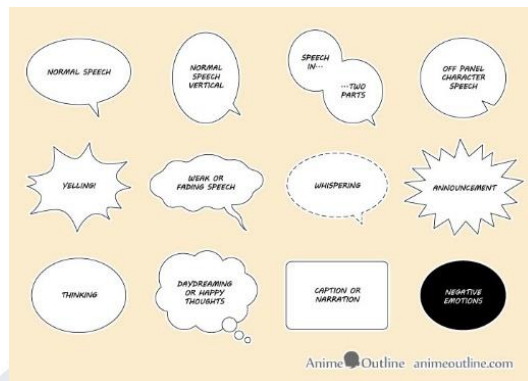 NORMAL SPEECH
NORMAL
SPEECH
VERTICAL
SPEECH
IN...
...TWO
PARTS
OFF PANEL
CHARACTER
SPEECH
YELLING!
WEAK OR
FADING SPEECH
WHISPERING
ANNOUNCEMENT
THINKING
DAYDREAMING
OR HAPPY
THOUGHTS
CAPTION OR
NARRATION
NEGATIVE
EMOTIONS
Anime Outline animeoutline.com